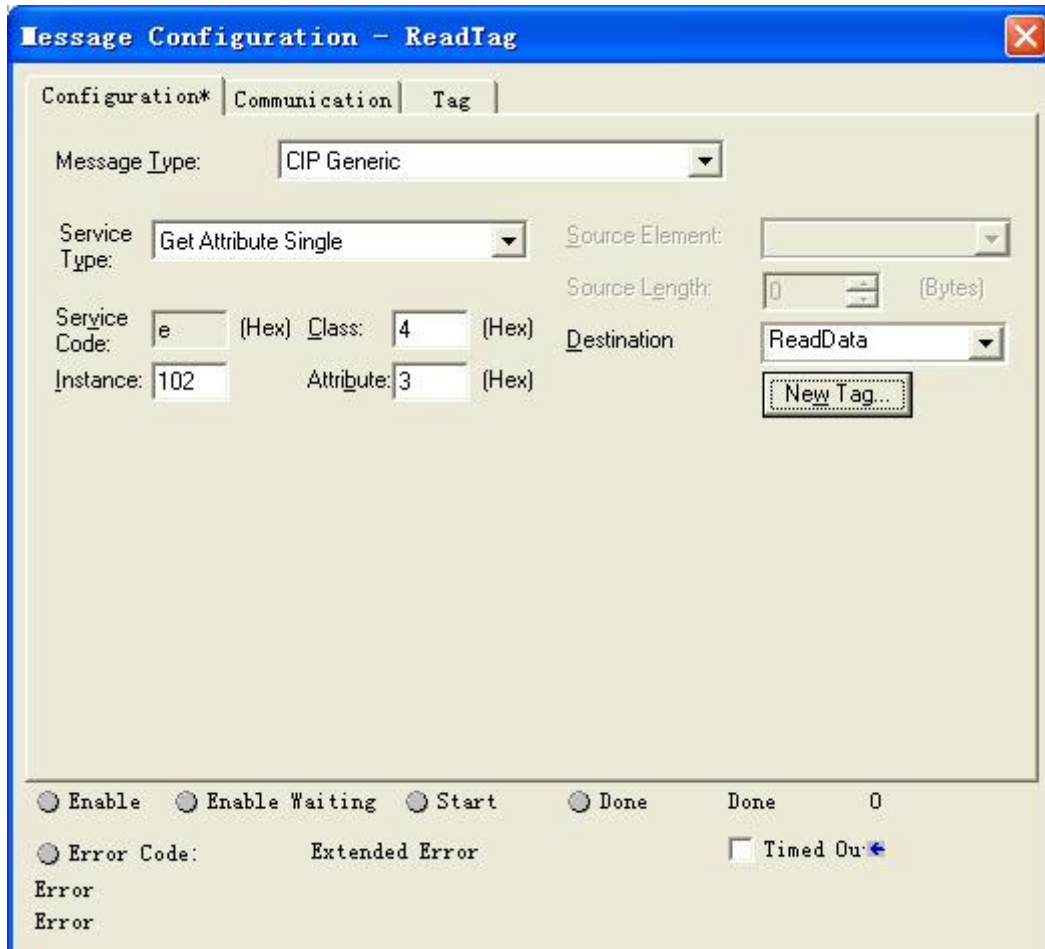 Message Configuration - ReadTag
Configuration* Communication Tag
Message Type: CIP Generic
Service Type: Get Attribute Single
Source Element:
Source Length: 0 (Bytes)
Service Code: e (Hex) Class: 4 (Hex)
Destination ReadData
Instance: 102 Attribute: 3 (Hex)
New Tag...
Enable Enable Waiting Start Done Done 0
Error Code: Extended Error Timed Ou
Error
Error